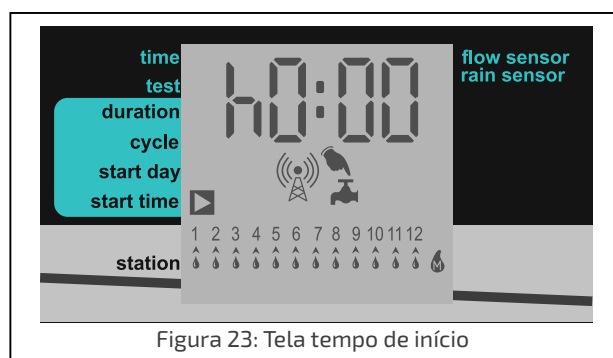 time
test
duration
cycle
start day
start time
h0:00
flow sensor
rain sensor
1 2 3 4 5 6 7 8 9 10 11 12
station
M
Figura 23: Tela tempo de início